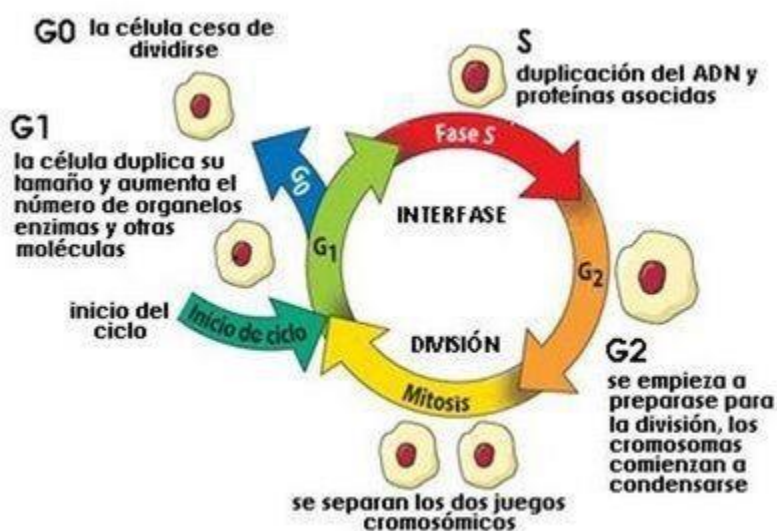 G0 la célula cesa de
dividirse
S
duplicación del ADN y
proteínas asocidas
G1
la célula duplica su
tamaño y aumenta el
número de organelos
enzimas y otras
moléculas
Fase S
G0
INTERFASE
G1
G2
inicio del
ciclo
Inicio de ciclo
DIVISIÓN
Mitosis
G2
se empieza a
preparase para
la división, los
cromosomas
comienzan a
condensarse
se separan los dos juegos
cromosómicos